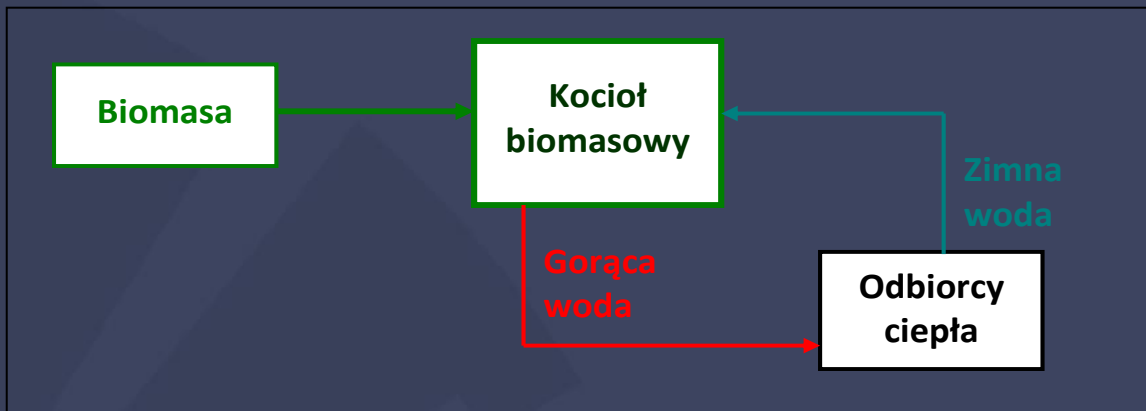 Biomasa
Kocioł
biomasowy
Zimna
woda
Gorąca
woda
Odbiorcy
ciepła